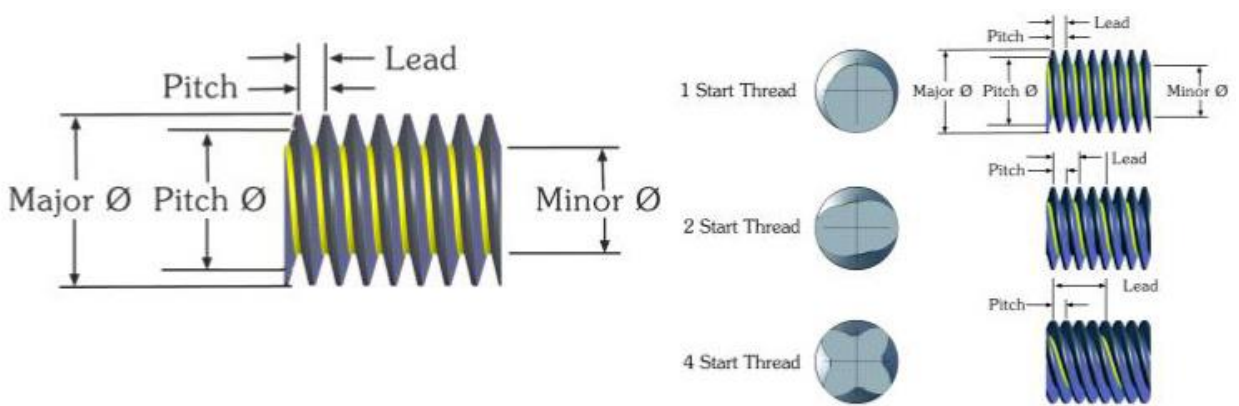 Lead
Pitch
Major Ø Pitch Ø Minor Ø
Lead
Pitch
1 Start Thread Major Ø Pitch Ø Minor Ø
Lead
Pitch
2 Start Thread
Lead
Pitch
4 Start Thread